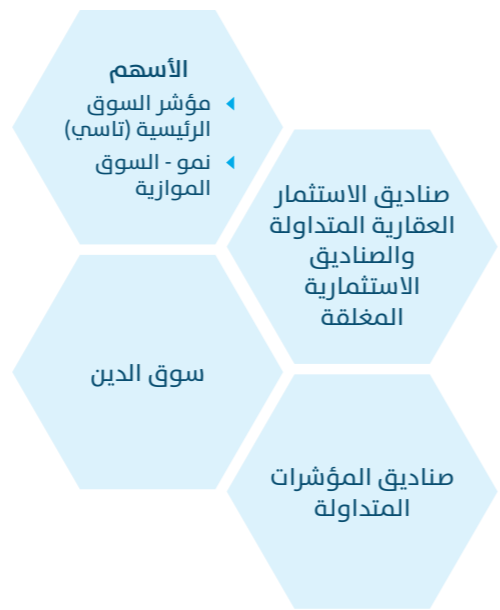 الأسهم
مؤشر السوق
الرئيسية (تاسي)
نمو - السوق
الموازية
صناديق الاستثمار
العقارية المتداولة
والصناديق
الاستثمارية
المغلقة
سوق الدين
صناديق المؤشرات
المتداولة